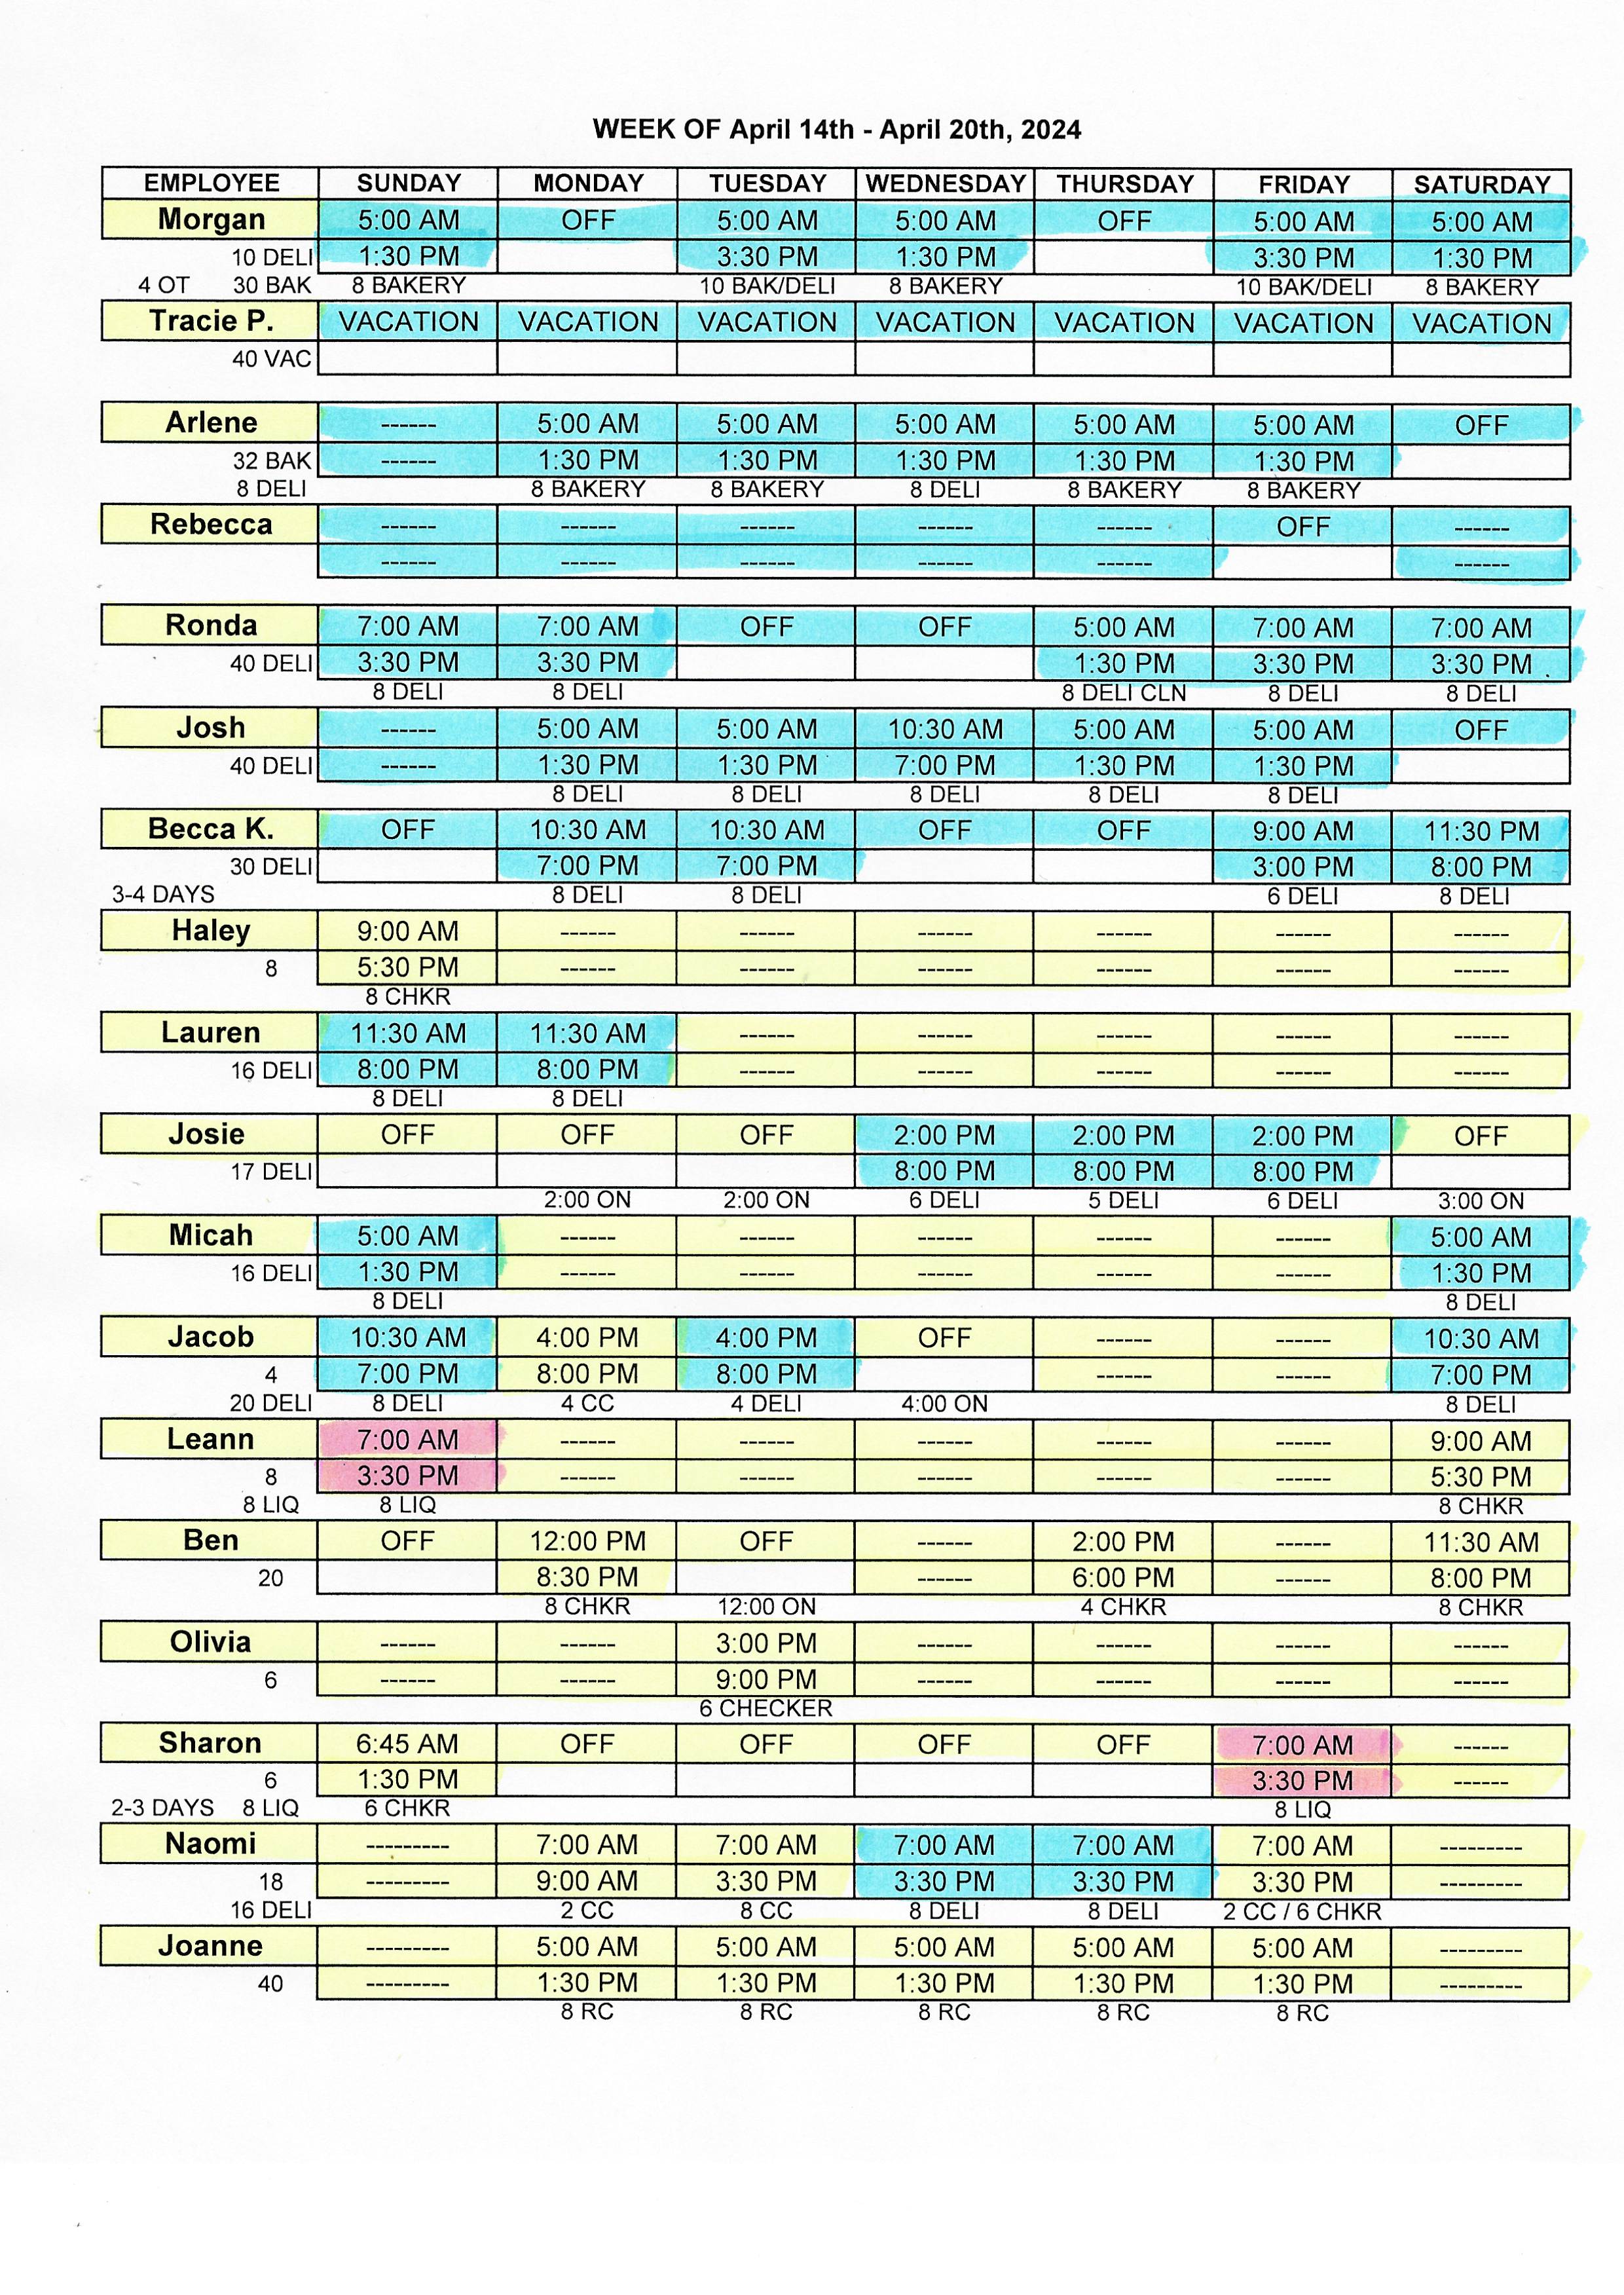 WEEK OF April 14th - April 20th, 2024
EMPLOYEE SUNDAY MONDAY TUESDAY WEDNESDAY THURSDAY FRIDAY SATURDAY
Morgan 5:00 AM OFF 5:00 AM 5:00 AM OFF 5:00 AM 5:00 AM
10 DELI 1:30 PM 3:30 PM 1:30 PM 3:30 PM 1:30 PM
4 OT 30 BAK 8 BAKERY 10 BAK/DELI 8 BAKERY 10 BAK/DELI 8 BAKERY
Tracie P. VACATION VACATION VACATION VACATION VACATION VACATION VACATION
40 VAC
Arlene ------ 5:00 AM 5:00 AM 5:00 AM 5:00 AM 5:00 AM OFF
32 BAK ------ 1:30 PM 1:30 PM 1:30 PM 1:30 PM 1:30 PM
8 DELI 8 BAKERY 8 BAKERY 8 DELI 8 BAKERY 8 BAKERY
Rebecca ------ ------ ------ ------ ------ OFF ------
------ ------ ------ ------ ------ ------
Ronda 7:00 AM 7:00 AM OFF OFF 5:00 AM 7:00 AM 7:00 AM
40 DELI 3:30 PM 3:30 PM 1:30 PM 3:30 PM 3:30 PM
8 DELI 8 DELI 8 DELI CLN 8 DELI 8 DELI
Josh ------ 5:00 AM 5:00 AM 10:30 AM 5:00 AM 5:00 AM OFF
40 DELI ------ 1:30 PM 1:30 PM 7:00 PM 1:30 PM 1:30 PM
8 DELI 8 DELI 8 DELI 8 DELI 8 DELI
Becca K. OFF 10:30 AM 10:30 AM OFF OFF 9:00 AM 11:30 PM
30 DELI 7:00 PM 7:00 PM 3:00 PM 8:00 PM
3-4 DAYS 8 DELI 8 DELI 6 DELI 8 DELI
Haley 9:00 AM ------ ------ ------ ------ ------ ------
8 5:30 PM ------ ------ ------ ------ ------ ------
8 CHKR
Lauren 11:30 AM 11:30 AM ------ ------ ------ ------ ------
16 DELI 8:00 PM 8:00 PM ------ ------ ------ ------ ------
8 DELI 8 DELI
Josie OFF OFF OFF 2:00 PM 2:00 PM 2:00 PM OFF
17 DELI 8:00 PM 8:00 PM 8:00 PM
2:00 ON 2:00 ON 6 DELI 5 DELI 6 DELI 3:00 ON
Micah 5:00 AM ------ ------ ------ ------ ------ 5:00 AM
16 DELI 1:30 PM ------ ------ ------ ------ ------ 1:30 PM
8 DELI 8 DELI
Jacob 10:30 AM 4:00 PM 4:00 PM OFF ------ ------ 10:30 AM
4 7:00 PM 8:00 PM 8:00 PM ------ ------ 7:00 PM
20 DELI 8 DELI 4 CC 4 DELI 4:00 ON 8 DELI
Leann 7:00 AM ------ ------ ------ ------ ------ 9:00 AM
8 3:30 PM ------ ------ ------ ------ ------ 5:30 PM
8 LIQ 8 LIQ 8 CHKR
Ben OFF 12:00 PM OFF ------ 2:00 PM ------ 11:30 AM
20 8:30 PM ------ 6:00 PM ------ 8:00 PM
8 CHKR 12:00 ON 4 CHKR 8 CHKR
Olivia ------ ------ 3:00 PM ------ ------ ------ ------
6 ------ ------ 9:00 PM ------ ------ ------ ------
6 CHECKER
Sharon 6:45 AM OFF OFF OFF OFF 7:00 AM ------
6 1:30 PM 3:30 PM ------
2-3 DAYS 8 LIQ 6 CHKR 8 LIQ
Naomi --------- 7:00 AM 7:00 AM 7:00 AM 7:00 AM 7:00 AM ---------
18 --------- 9:00 AM 3:30 PM 3:30 PM 3:30 PM 3:30 PM ---------
16 DELI 2 CC 8 CC 8 DELI 8 DELI 2 CC / 6 CHKR
Joanne --------- 5:00 AM 5:00 AM 5:00 AM 5:00 AM 5:00 AM ---------
40 --------- 1:30 PM 1:30 PM 1:30 PM 1:30 PM 1:30 PM ---------
8 RC 8 RC 8 RC 8 RC 8 RC